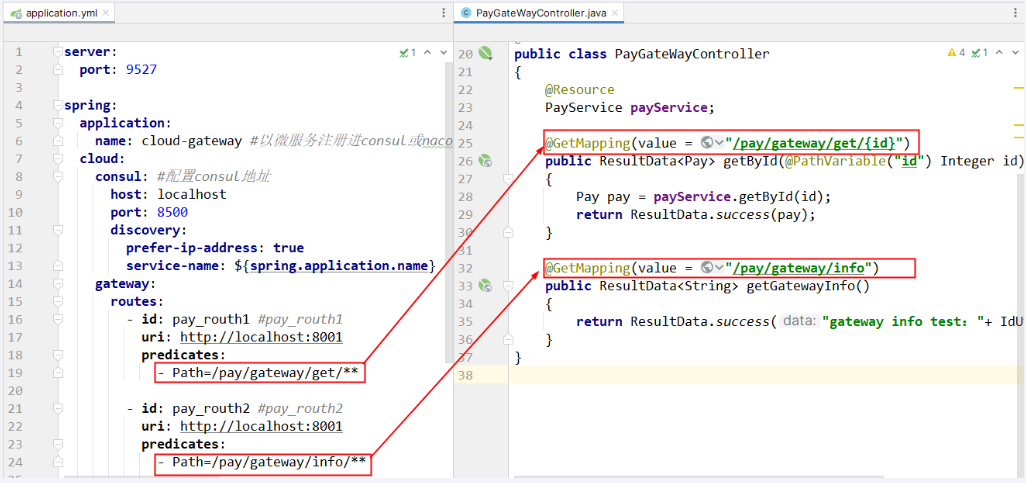 application.yml
1 server:
2 port: 9527
3
4 spring:
5 application:
6 name: cloud-gateway #以微服务注册进consul或naco
7 cloud:
8 consul: #配置consul地址
9 host: localhost
10 port: 8500
11 discovery:
12 prefer-ip-address: true
13 service-name: ${spring.application.name}
14 gateway:
15 routes:
16 - id: pay_routh1 #pay_routh1
17 uri: http://localhost:8001
18 predicates:
19 - Path=/pay/gateway/get/**
20
21 - id: pay_routh2 #pay_routh2
22 uri: http://localhost:8001
23 predicates:
24 - Path=/pay/gateway/info/**
1
PayGateWayController.java
4 1
20 public class PayGateWayController
21 {
22 @Resource
23 PayService payService;
24
25 @GetMapping(value = "/pay/gateway/get/{id}")
26 public ResultData<Pay> getById(@PathVariable("id") Integer id)
27 {
28 Pay pay = payService.getById(id);
29 return ResultData.success(pay);
30 }
31
32 @GetMapping(value = "/pay/gateway/info")
33 public ResultData<String> getGatewayInfo()
34 {
35 return ResultData.success( data: "gateway info test："+ IdU
36 }
37 }
38